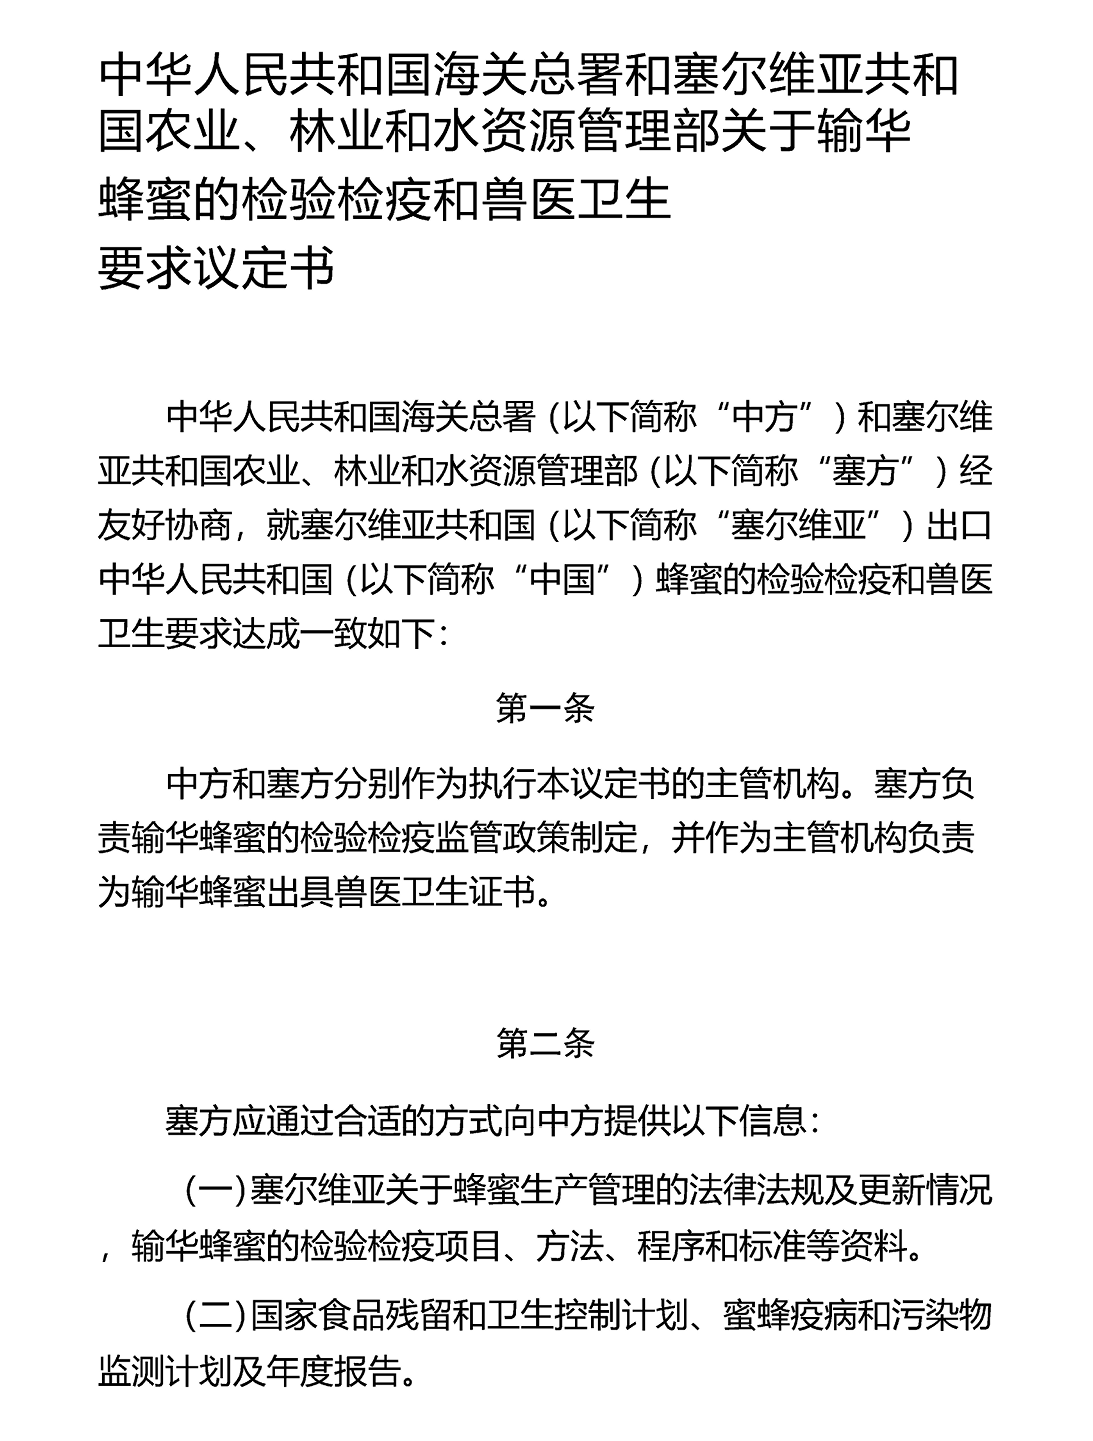 中华人民共和国海关总署和塞尔维亚共和
国农业、林业和水资源管理部关于输华
蜂蜜的检验检疫和兽医卫生
要求议定书
中华人民共和国海关总署（以下简称“中方”）和塞尔维
亚共和国农业、林业和水资源管理部（以下简称“塞方”）经
友好协商，就塞尔维亚共和国（以下简称“塞尔维亚”）出口
中华人民共和国（以下简称“中国”）蜂蜜的检验检疫和兽医
卫生要求达成一致如下：
第一条
中方和塞方分别作为执行本议定书的主管机构。塞方负
责输华蜂蜜的检验检疫监管政策制定，并作为主管机构负责
为输华蜂蜜出具兽医卫生证书。
第二条
塞方应通过合适的方式向中方提供以下信息：
（一）塞尔维亚关于蜂蜜生产管理的法律法规及更新情况
，输华蜂蜜的检验检疫项目、方法、程序和标准等资料。
（二）国家食品残留和卫生控制计划、蜜蜂疫病和污染物
监测计划及年度报告。